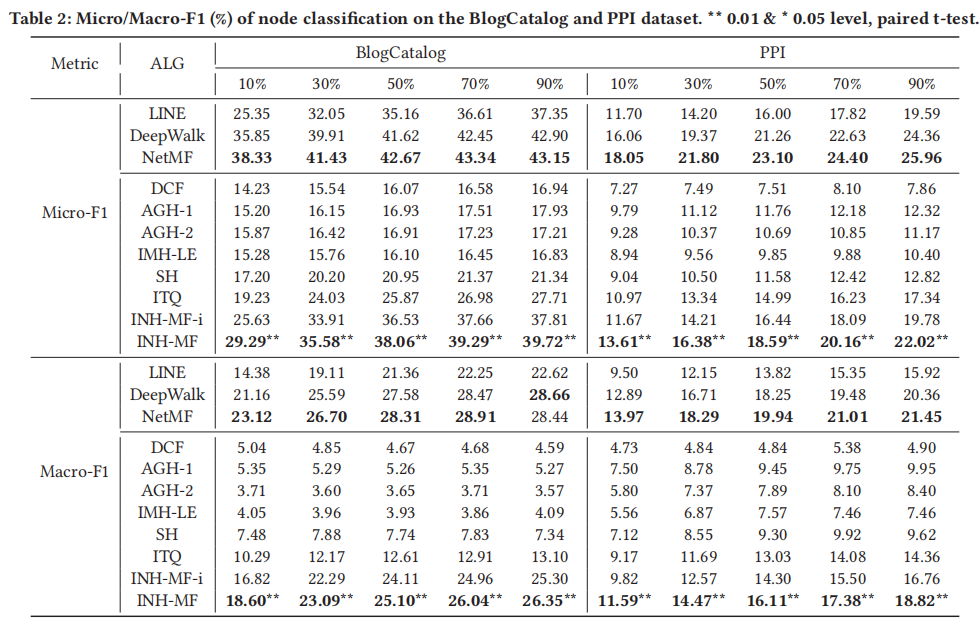 Table 2: Micro/Macro-F1 (%) of node classification on the BlogCatalog and PPI dataset. ** 0.01 & * 0.05 level, paired t-test.
Metric ALG BlogCatalog PPI
10% 30% 50% 70% 90% 10% 30% 50% 70% 90%
LINE 25.35 32.05 35.16 36.61 37.35 11.70 14.20 16.00 17.82 19.59
DeepWalk 35.85 39.91 41.62 42.45 42.90 16.06 19.37 21.26 22.63 24.36
NetMF 38.33 41.43 42.67 43.34 43.15 18.05 21.80 23.10 24.40 25.96
DCF 14.23 15.54 16.07 16.58 16.94 7.27 7.49 7.51 8.10 7.86
Micro-F1 AGH-1 15.20 16.15 16.93 17.51 17.93 9.79 11.12 11.76 12.18 12.32
AGH-2 15.87 16.42 16.91 17.23 17.21 9.28 10.37 10.69 10.85 11.17
IMH-LE 15.28 15.76 16.10 16.45 16.83 8.94 9.56 9.85 9.88 10.40
SH 17.20 20.20 20.95 21.37 21.34 9.04 10.50 11.58 12.42 12.82
ITQ 19.23 24.03 25.87 26.98 27.71 10.97 13.34 14.99 16.23 17.34
INH-MF-i 25.63 33.91 36.53 37.66 37.81 11.67 14.21 16.44 18.09 19.78
INH-MF 29.29** 35.58** 38.06** 39.29** 39.72** 13.61** 16.38** 18.59** 20.16** 22.02**
LINE 14.38 19.11 21.36 22.25 22.62 9.50 12.15 13.82 15.35 15.92
DeepWalk 21.16 25.59 27.58 28.47 28.66 12.89 16.71 18.25 19.48 20.36
NetMF 23.12 26.70 28.31 28.91 28.44 13.97 18.29 19.94 21.01 21.45
DCF 5.04 4.85 4.67 4.68 4.59 4.73 4.84 4.84 5.38 4.90
Macro-F1 AGH-1 5.35 5.29 5.26 5.35 5.27 7.50 8.78 9.45 9.75 9.95
AGH-2 3.71 3.60 3.65 3.71 3.57 5.80 7.37 7.89 8.10 8.40
IMH-LE 4.05 3.96 3.93 3.86 4.09 5.56 6.87 7.57 7.46 7.46
SH 7.48 7.88 7.74 7.83 7.34 7.12 8.55 9.30 9.92 9.62
ITQ 10.29 12.17 12.61 12.91 13.10 9.17 11.69 13.03 14.08 14.36
INH-MF-i 16.82 22.29 24.11 24.96 25.30 9.82 12.57 14.30 15.50 16.76
INH-MF 18.60** 23.09** 25.10** 26.04** 26.35** 11.59** 14.47** 16.11** 17.38** 18.82**